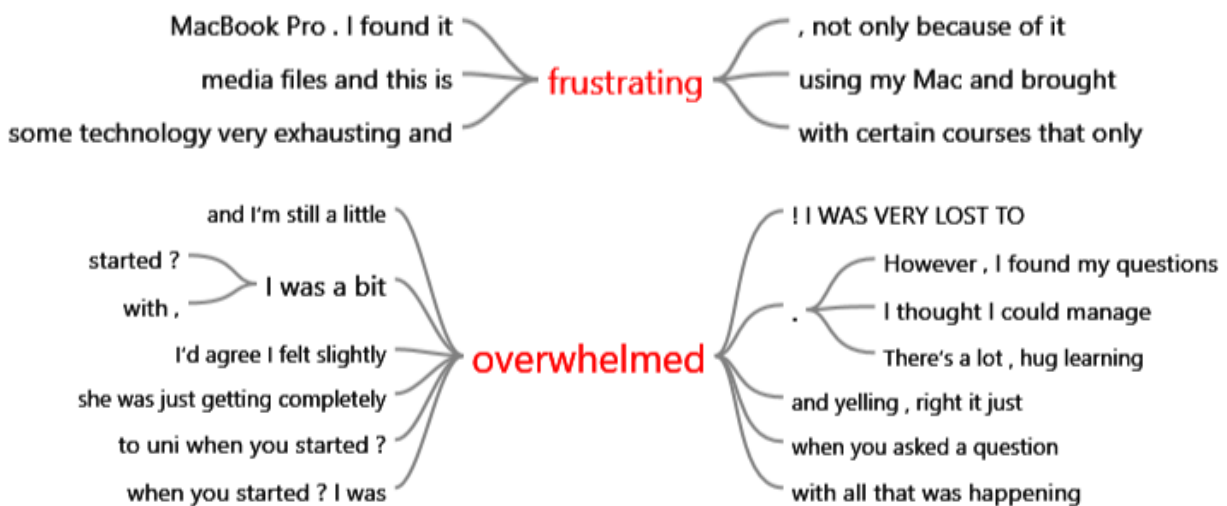 MacBook Pro . I found it
media files and this is
some technology very exhausting and
frustrating
, not only because of it
using my Mac and brought
with certain courses that only
and I'm still a little
started ?
with ,
I was a bit
I'd agree I felt slightly
she was just getting completely
to uni when you started ?
when you started ? I was
overwhelmed
! I WAS VERY LOST TO
.
However , I found my questions
I thought I could manage
There's a lot , hug learning
and yelling , right it just
when you asked a question
with all that was happening